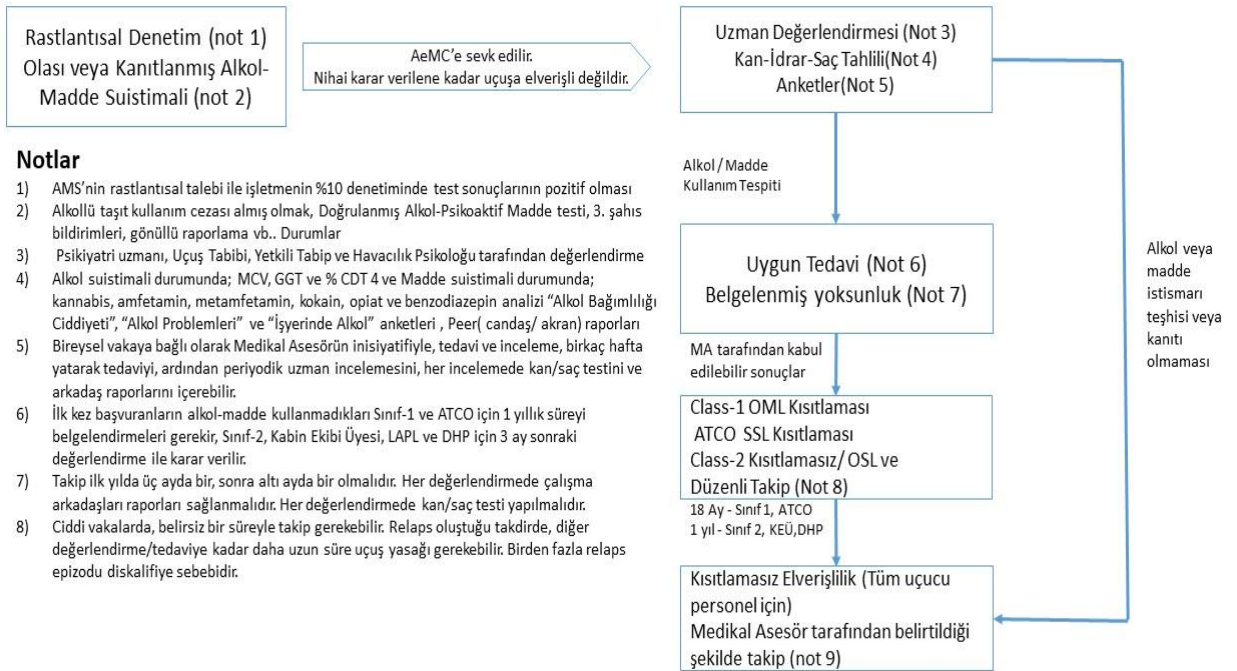 Rastlantısal Denetim (not 1)
Olası veya Kanıtlanmış Alkol-
Madde Suistimali (not 2)
AeMC'e sevk edilir.
Nihai karar verilene kadar uçuşa elverişli değildir.
Uzman Değerlendirmesi (Not 3)
Kan-İdrar-Saç Tahlili(Not 4)
Anketler(Not 5)
Alkol / Madde
Kullanım Tespiti
Alkol veya
madde
istismarı
teşhisi veya
kanıtı
olmaması
Uygun Tedavi (Not 6)
Belgelenmiş yoksunluk (Not 7)
MA tarafından kabul
edilebilir sonuçlar
Class-1 OML Kısıtlaması
ATCO SSL Kısıtlaması
Class-2 Kısıtlamasız/ OSL ve
Düzenli Takip (Not 8)
18 Ay - Sınıf 1, ATCO
1 yıl - Sınıf 2, KEÜ,DHP
Kısıtlamasız Elverişlilik (Tüm uçucu
personel için)
Medikal Asesör tarafından belirtildiği
şekilde takip (not 9)
Notlar
1) AMS'nin rastlantısal talebi ile işletmenin %10 denetiminde test sonuçlarının pozitif olması
2) Alkollü taşıt kullanım cezası almış olmak, Doğrulanmış Alkol-Psikoaktif Madde testi, 3. şahıs
bildirimleri, gönüllü raporlama vb.. Durumlar
3) Psikiyatri uzmanı, Uçuş Tabibi, Yetkili Tabip ve Havacılık Psikoloğu tarafından değerlendirme
4) Alkol suistimali durumunda; MCV, GGT ve % CDT 4 ve Madde suistimali durumunda;
kannabis, amfetamin, metamfetamin, kokain, opiat ve benzodiazepin analizi “Alkol Bağımlılığı
Ciddiyeti”, “Alkol Problemleri” ve “İşyerinde Alkol” anketleri , Peer( candaş/ akran) raporları
5) Bireysel vakaya bağlı olarak Medikal Asesörün inisiyatifiyle, tedavi ve inceleme, birkaç hafta
yatarak tedaviyi, ardından periyodik uzman incelemesini, her incelemede kan/saç testini ve
arkadaş raporlarını içerebilir.
6) İlk kez başvuranların alkol-madde kullanmadıkları Sınıf-1 ve ATCO için 1 yıllık süreyi
belgelendirmeleri gerekir, Sınıf-2, Kabin Ekibi Üyesi, LAPL ve DHP için 3 ay sonraki
değerlendirme ile karar verilir.
7) Takip ilk yılda üç ayda bir, sonra altı ayda bir olmalıdır. Her değerlendirmede çalışma
arkadaşları raporları sağlanmalıdır. Her değerlendirmede kan/saç testi yapılmalıdır.
8) Ciddi vakalarda, belirsiz bir süreyle takip gerekebilir. Relaps oluştuğu takdirde, diğer
değerlendirme/tedaviye kadar daha uzun süre uçuş yasağı gerekebilir. Birden fazla relaps
epizodu diskalifiye sebebidir.